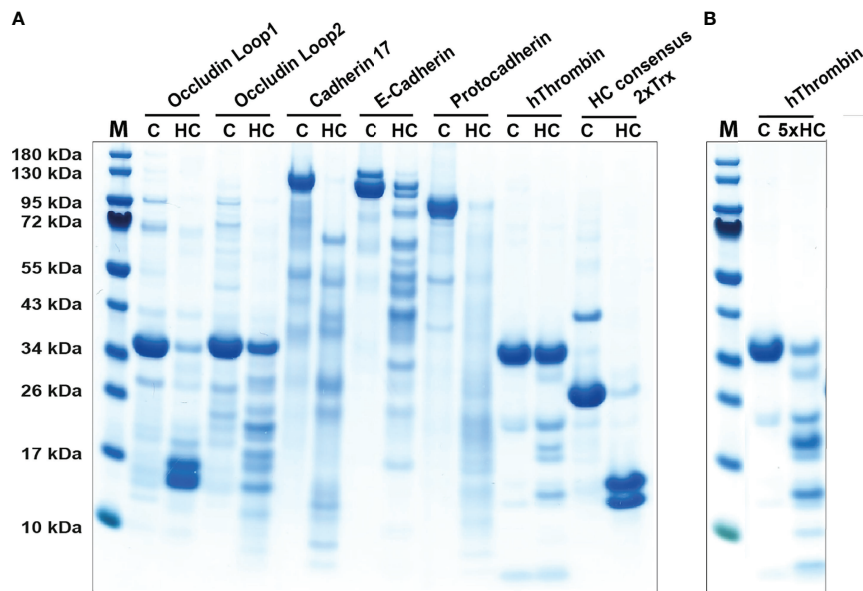 A
B
Occludin Loop1
Occludin Loop2
Cadherin 17
E-Cadherin
Protocadherin
hThrombin
HC consensus
2xTrx
hThrombin
M C HC C HC C HC C HC C HC C HC C HC
M C 5xHC
180 kDa
130 kDa
95 kDa
72 kDa
55 kDa
43 kDa
34 kDa
26 kDa
17 kDa
10 kDa